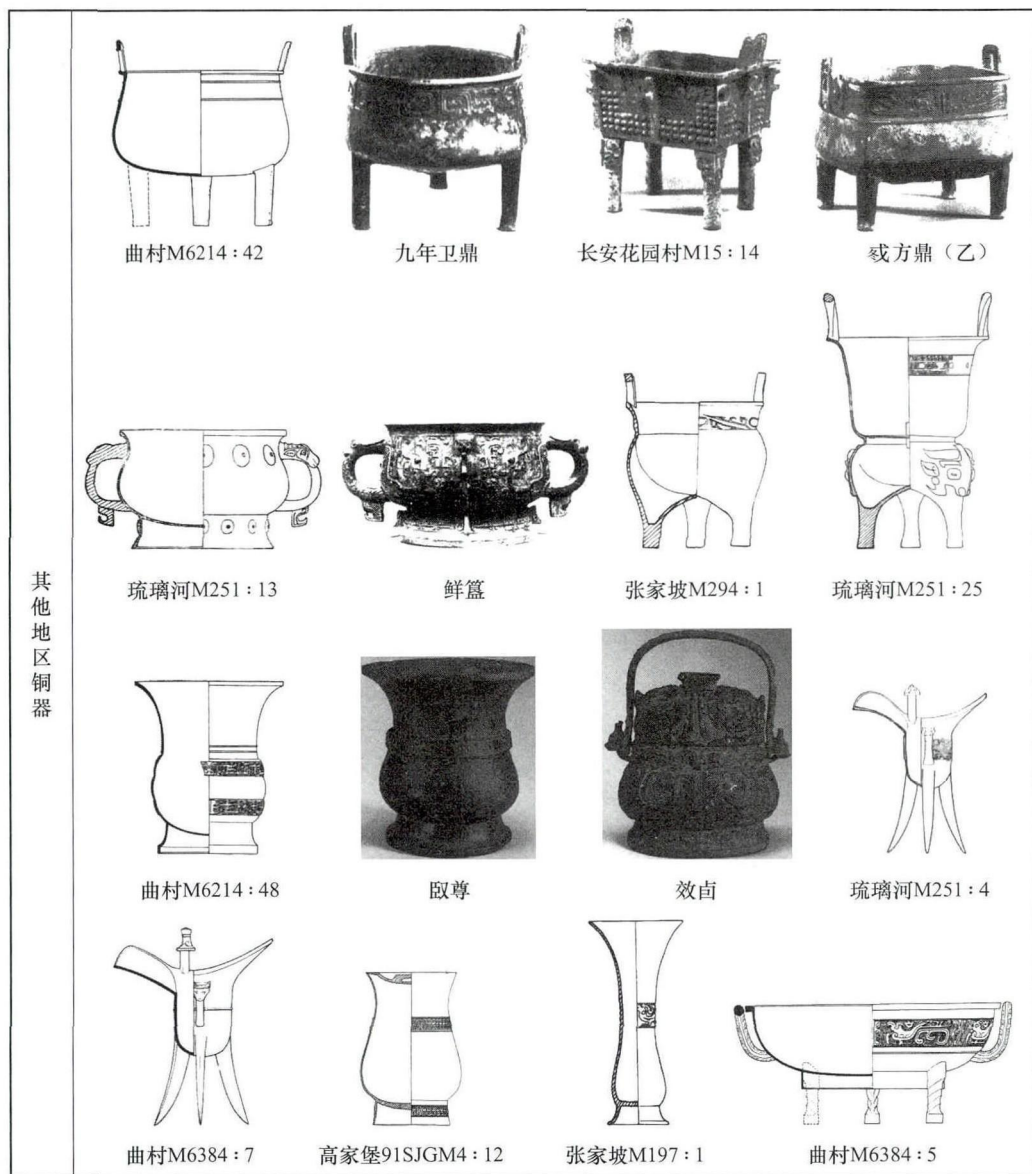 其他地区铜器
曲村M6214：42 九年卫鼎 长安花园村M15：14 㦰方鼎（乙）
琉璃河M251：13 鲜簋 张家坡M294：1 琉璃河M251：25
曲村M6214：48 臤尊 效卣 琉璃河M251：4
曲村M6384：7 高家堡91SJGM4：12 张家坡M197：1 曲村M6384：5